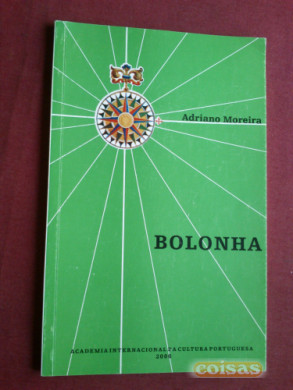 Adriano Moreira
BOLONHA
ACADEMIA INTERNACIONAL DA CULTURA PORTUGUESA
2006
coisas